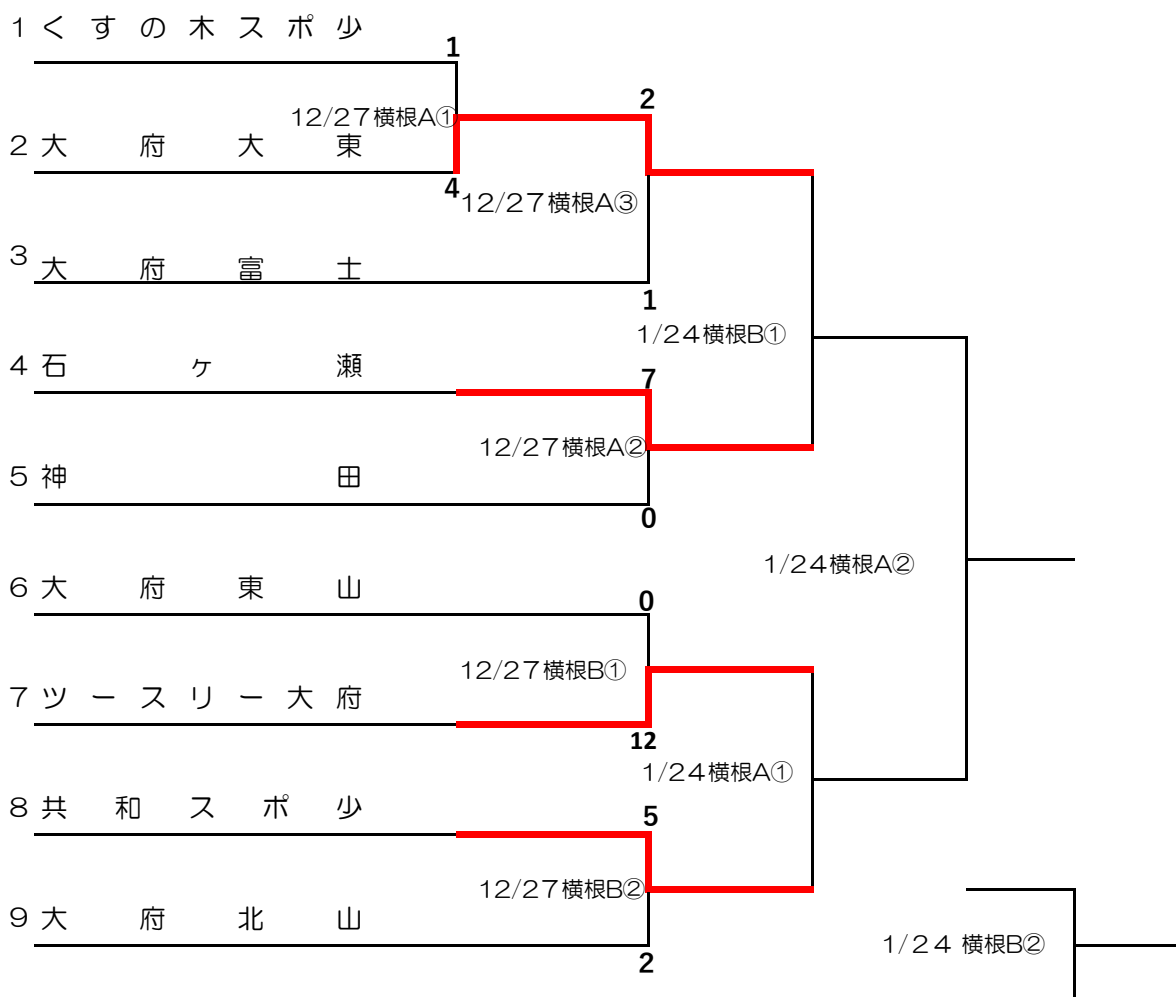 1 くすの木スポ少
1
2
12/27横根A①
2 大府大東
4
12/27横根A③
3 大府富士
1
1/24横根B①
4 石ヶ瀬
7
12/27横根A②
5 神田
0
1/24横根A②
6 大府東山
0
12/27横根B①
7 ツースリー大府
12
1/24横根A①
8 共和スポ少
5
12/27横根B②
9 大府北山
1/24 横根B②
2